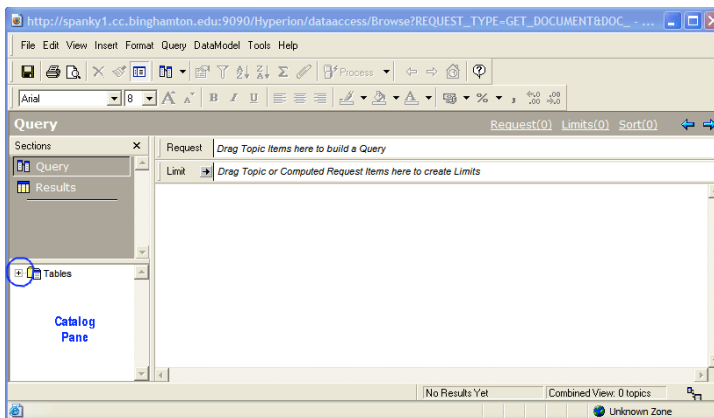 http://spanky1.cc.binghamton.edu:9090/Hyperion/dataaccess/Browse?REQUEST_TYPE=GET_DOCUMENT&DOC_ - ...
File Edit View Insert Format Query DataModel Tools Help
Process
Arial 8 A A B I U A % , .00 .00
Query Request(0) Limits(0) Sort(0)
Sections Request Drag Topic Items here to build a Query
Query Limit Drag Topic or Computed Request Items here to create Limits
Results
Tables
Catalog
Pane
No Results Yet Combined View: 0 topics
Unknown Zone